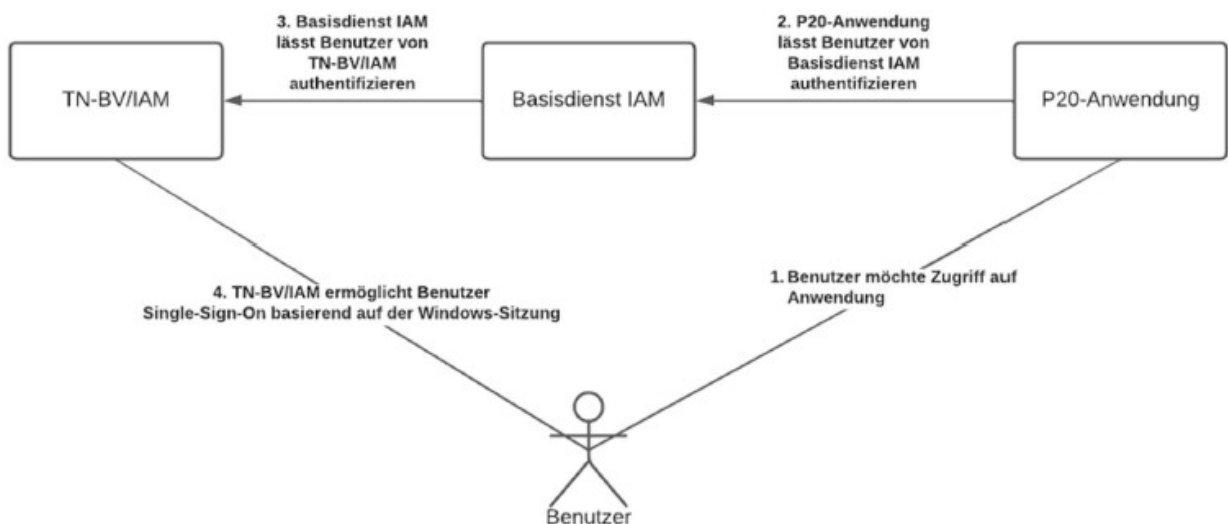 3. Basisdienst IAM
lässt Benutzer von
TN-BV/IAM
authentifizieren
2. P20-Anwendung
lässt Benutzer von
Basisdienst IAM
authentifizieren
TN-BV/IAM
Basisdienst IAM
P20-Anwendung
1. Benutzer möchte Zugriff auf
Anwendung
4. TN-BV/IAM ermöglicht Benutzer
Single-Sign-On basierend auf der Windows-Sitzung
Benutzer